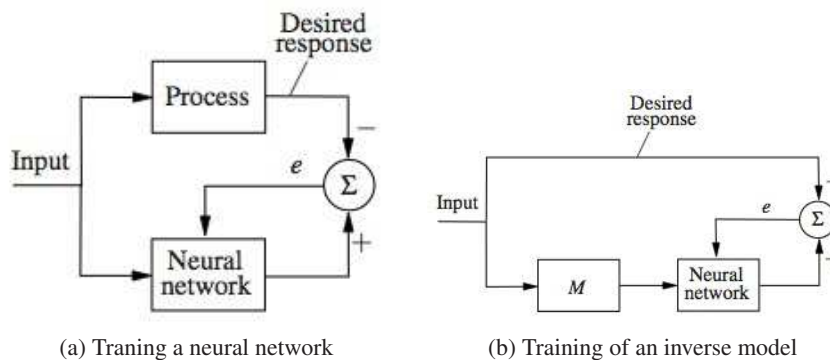 Desired
response
Process
−
Input
e
Σ
+
Neural
network
(a) Traning a neural network
Desired
response
Input
e
Σ
M
Neural
network
(b) Training of an inverse model